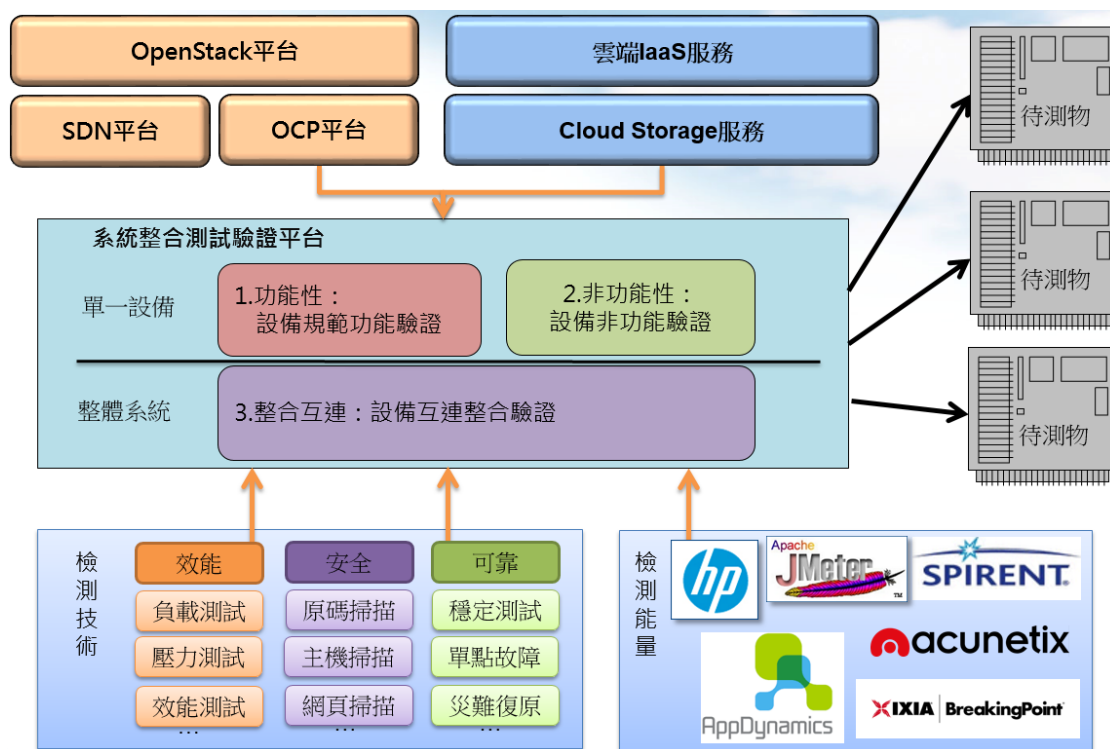 OpenStack平台
雲端IaaS服務
SDN平台
OCP平台
Cloud Storage服務
待測物
待測物
待測物
系統整合測試驗證平台
單一設備
1.功能性：
設備規範功能驗證
2.非功能性：
設備非功能驗證
整體系統
3.整合互連：設備互連整合驗證
檢測技術
效能
負載測試
壓力測試
效能測試
…
安全
原碼掃描
主機掃描
網頁掃描
…
可靠
穩定測試
單點故障
災難復原
…
檢測能量
hp
Apache
JMeter
TM
SPIRENT
acunetix
AppDynamics
IXIA | BreakingPoint